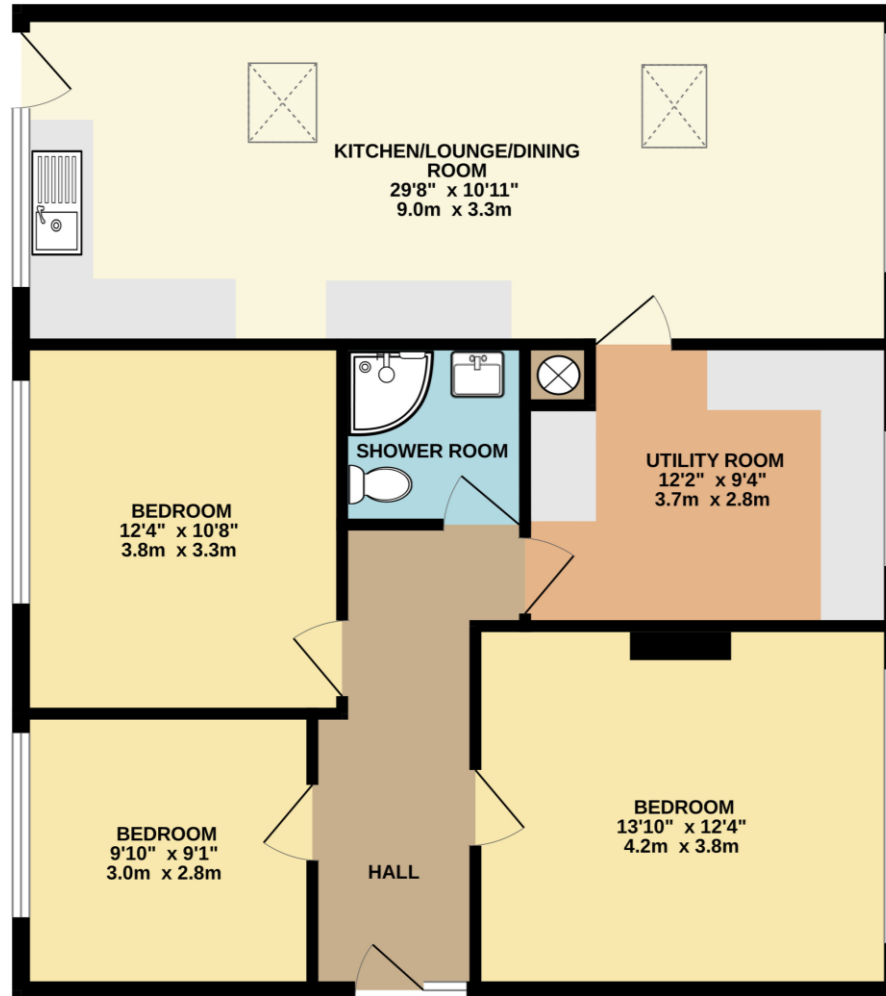 KITCHEN/LOUNGE/DINING
ROOM
29'8" x 10'11"
9.0m x 3.3m
SHOWER ROOM
UTILITY ROOM
12'2" x 9'4"
3.7m x 2.8m
BEDROOM
12'4" x 10'8"
3.8m x 3.3m
BEDROOM
13'10" x 12'4"
4.2m x 3.8m
BEDROOM
9'10" x 9'1"
3.0m x 2.8m
HALL